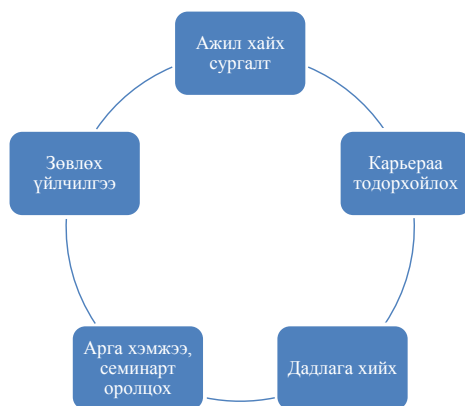 Ажил хайх
сургалт
Карьераа
тодорхойлох
Дадлага хийх
Арга хэмжээ,
семинарт
оролцох
Зөвлөх
үйлчилгээ